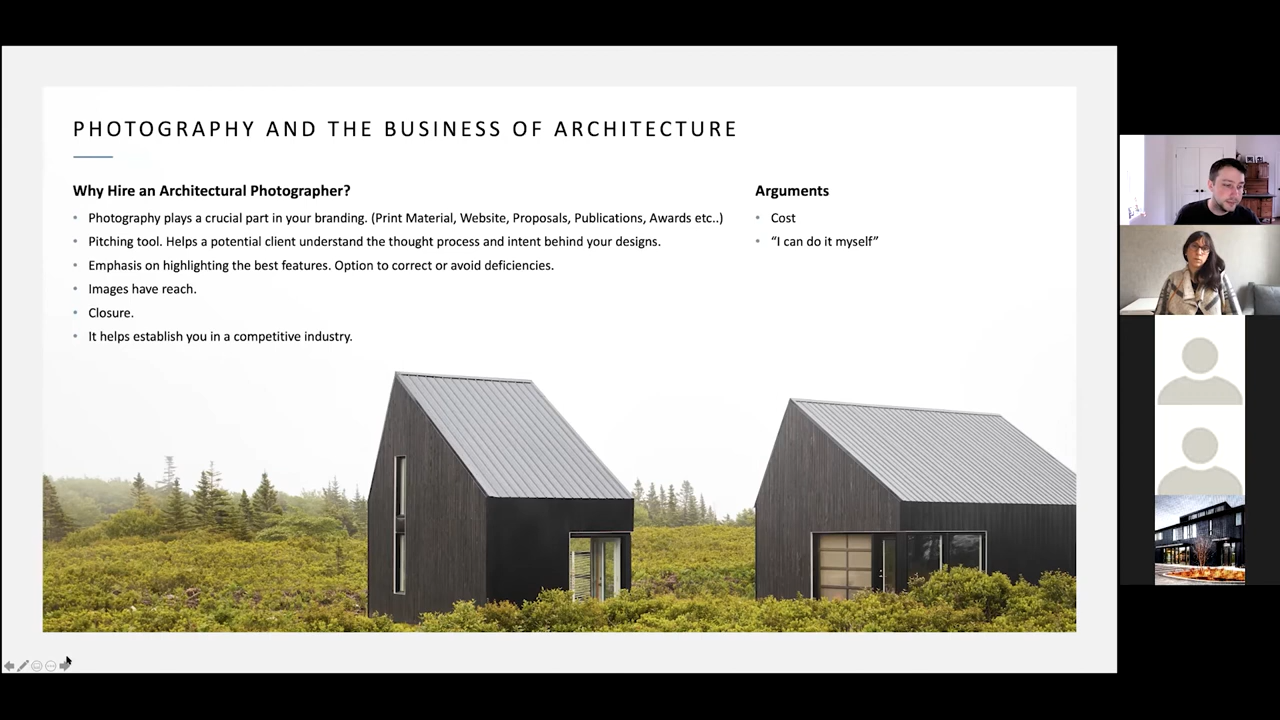 PHOTOGRAPHY AND THE BUSINESS OF ARCHITECTURE
Why Hire an Architectural Photographer?
Photography plays a crucial part in your branding. (Print Material, Website, Proposals, Publications, Awards etc..)
Pitching tool. Helps a potential client understand the thought process and intent behind your designs.
Emphasis on highlighting the best features. Option to correct or avoid deficiencies.
Images have reach.
Closure.
It helps establish you in a competitive industry.
Arguments
Cost
“I can do it myself”